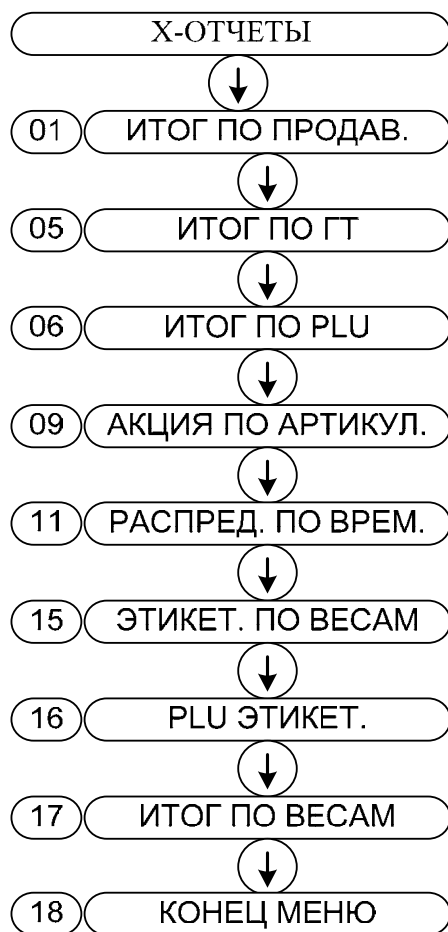 Х-ОТЧЕТЫ
01 ИТОГ ПО ПРОДАВ.
05 ИТОГ ПО ГТ
06 ИТОГ ПО PLU
09 АКЦИЯ ПО АРТИКУЛ.
11 РАСПРЕД. ПО ВРЕМ.
15 ЭТИКЕТ. ПО ВЕСАМ
16 PLU ЭТИКЕТ.
17 ИТОГ ПО ВЕСАМ
18 КОНЕЦ МЕНЮ